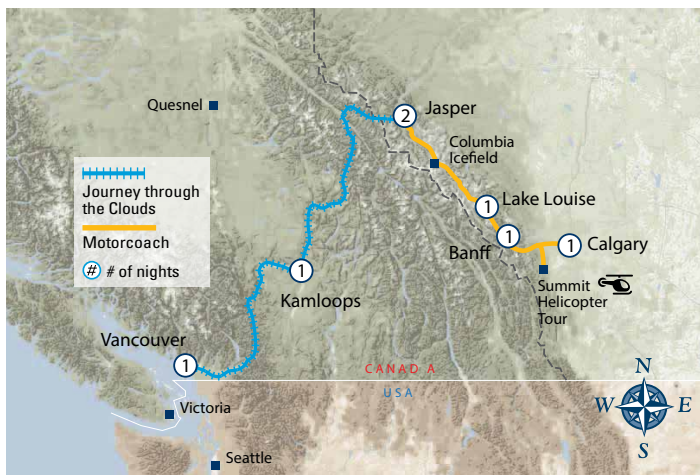 Quesnel
2
Jasper
Columbia
Icefield
Journey through
the Clouds
Motorcoach
# # of nights
1
Lake Louise
1
Banff
1
Calgary
1
Kamloops
Summit
Helicopter
Tour
Vancouver
1
CANADA
USA
Victoria
Seattle
N
W
E
S